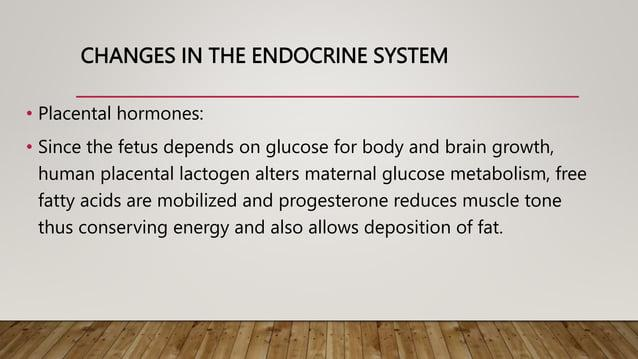 CHANGES IN THE ENDOCRINE SYSTEM
• Placental hormones:
• Since the fetus depends on glucose for body and brain growth,
human placental lactogen alters maternal glucose metabolism, free
fatty acids are mobilized and progesterone reduces muscle tone
thus conserving energy and also allows deposition of fat.